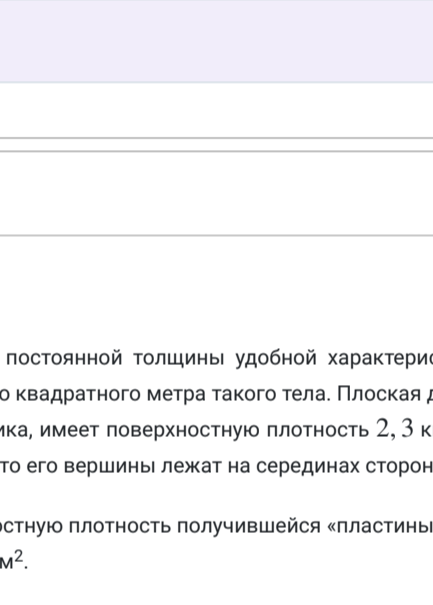 постоянной толщины удобной характерис
о квадратного метра такого тела. Плоская д
ика, имеет поверхностную плотность 2, 3 к
то его вершины лежат на серединах сторон
остную плотность получившейся «пластины
м².